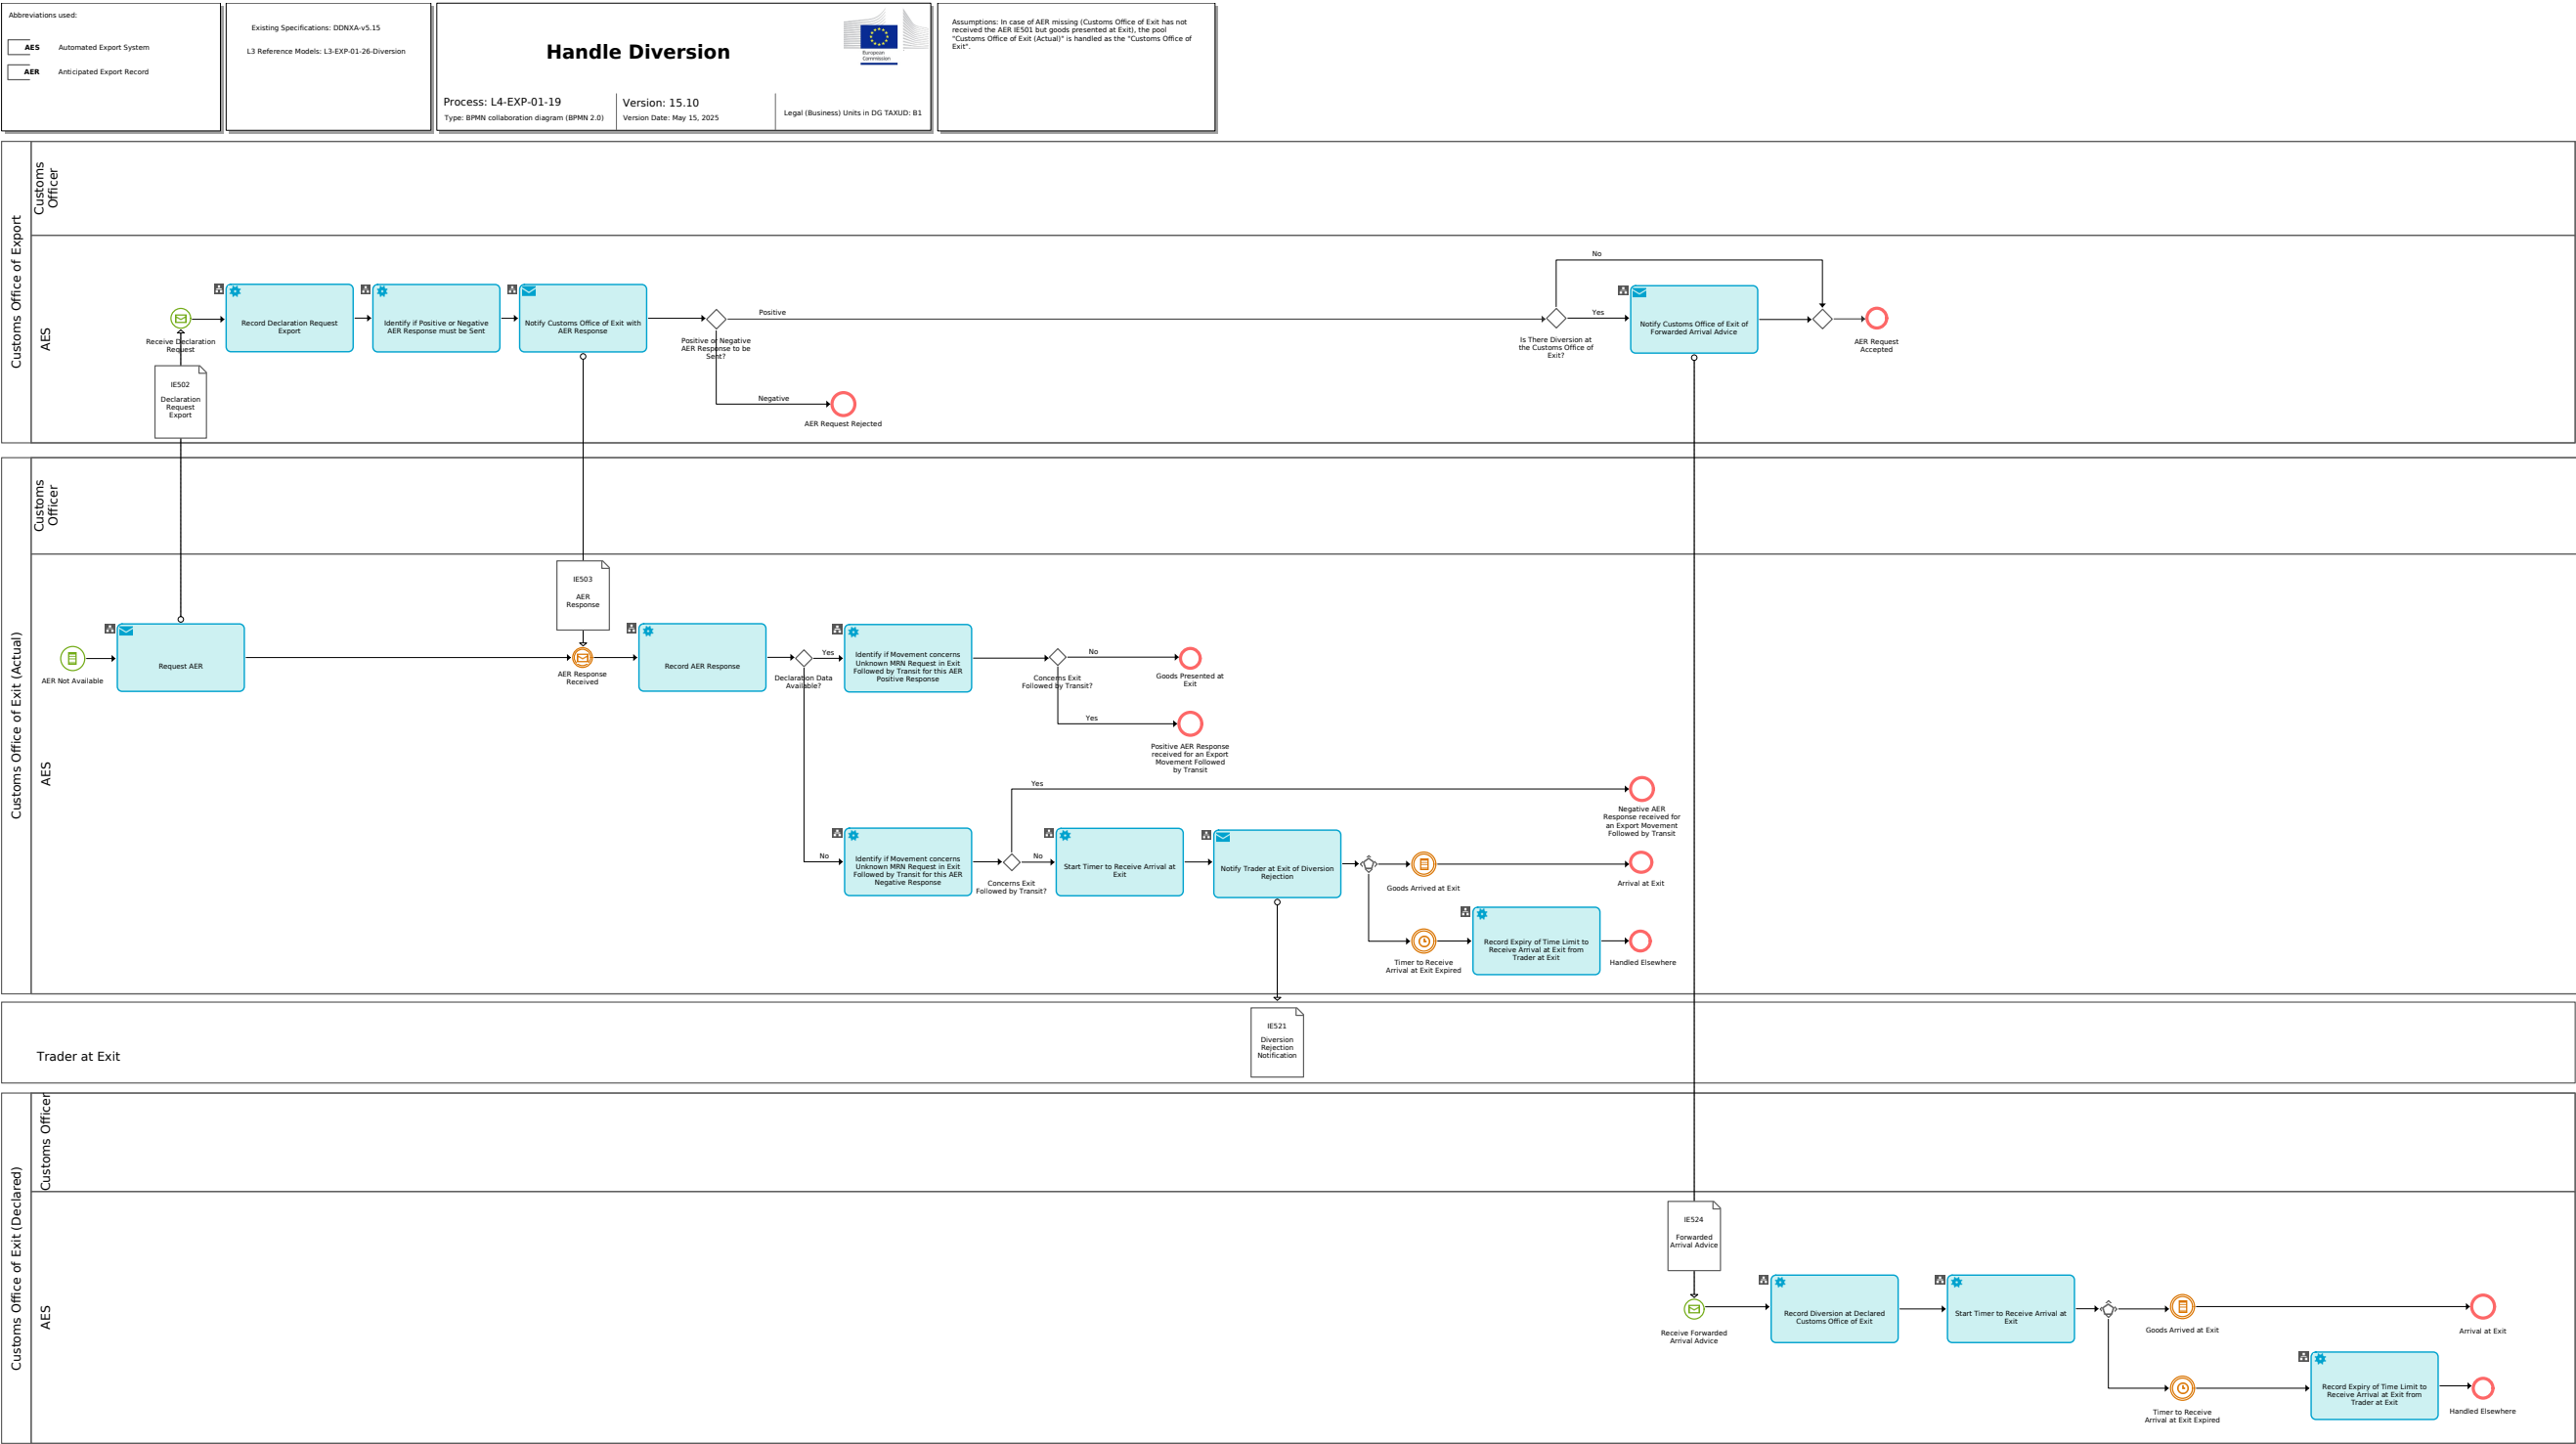 Abbreviations used:
AES Automated Export System
AER Anticipated Export Record
Existing Specifications: DDNXA-v5.15
L3 Reference Models: L3-EXP-01-26-Diversion
Handle Diversion
European
Commission
Process: L4-EXP-01-19
Type: BPMN collaboration diagram (BPMN 2.0)
Version: 15.10
Version Date: May 15, 2025
Legal (Business) Units in DG TAXUD: B1
Assumptions: In case of AER missing (Customs Office of Exit has not
received the AER IE501 but goods presented at Exit), the pool
"Customs Office of Exit (Actual)" is handled as the "Customs Office of
Exit".
Customs Office of Export
Customs
Officer
AES
Receive Declaration
Request
IE502
Declaration
Request
Export
Record Declaration Request
Export
Identify if Positive or Negative
AER Response must be Sent
Notify Customs Office of Exit with
AER Response
Positive or Negative
AER Response to be
Sent?
Positive
Negative
AER Request Rejected
Is There Diversion at
the Customs Office of
Exit?
No
Yes
Notify Customs Office of Exit of
Forwarded Arrival Advice
AER Request
Accepted
Customs Office of Exit (Actual)
Customs
Officer
AES
AER Not Available
Request AER
IE503
AER
Response
AER Response
Received
Record AER Response
Declaration Data
Available?
Yes
Identify if Movement concerns
Unknown MRN Request in Exit
Followed by Transit for this AER
Positive Response
Concerns Exit
Followed by Transit?
No
Goods Presented at
Exit
Yes
Positive AER Response
received for an Export
Movement Followed
by Transit
No
Identify if Movement concerns
Unknown MRN Request in Exit
Followed by Transit for this AER
Negative Response
Concerns Exit
Followed by Transit?
Yes
Negative AER
Response received for
an Export Movement
Followed by Transit
No
Start Timer to Receive Arrival at
Exit
Notify Trader at Exit of Diversion
Rejection
Goods Arrived at Exit
Arrival at Exit
Timer to Receive
Arrival at Exit Expired
Record Expiry of Time Limit to
Receive Arrival at Exit from
Trader at Exit
Handled Elsewhere
Trader at Exit
IE521
Diversion
Rejection
Notification
Customs Office of Exit (Declared)
Customs Officer
AES
IE524
Forwarded
Arrival Advice
Receive Forwarded
Arrival Advice
Record Diversion at Declared
Customs Office of Exit
Start Timer to Receive Arrival at
Exit
Goods Arrived at Exit
Arrival at Exit
Timer to Receive
Arrival at Exit Expired
Record Expiry of Time Limit to
Receive Arrival at Exit from
Trader at Exit
Handled Elsewhere